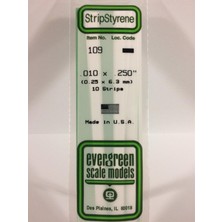 StripStyrene
Item No. Loc. Code
109
.010 x .250"
(0.25 x 6.3 mm)
10 Strips
Made in U.S.A.
evergreen
scale models
Des Plaines, IL 60018